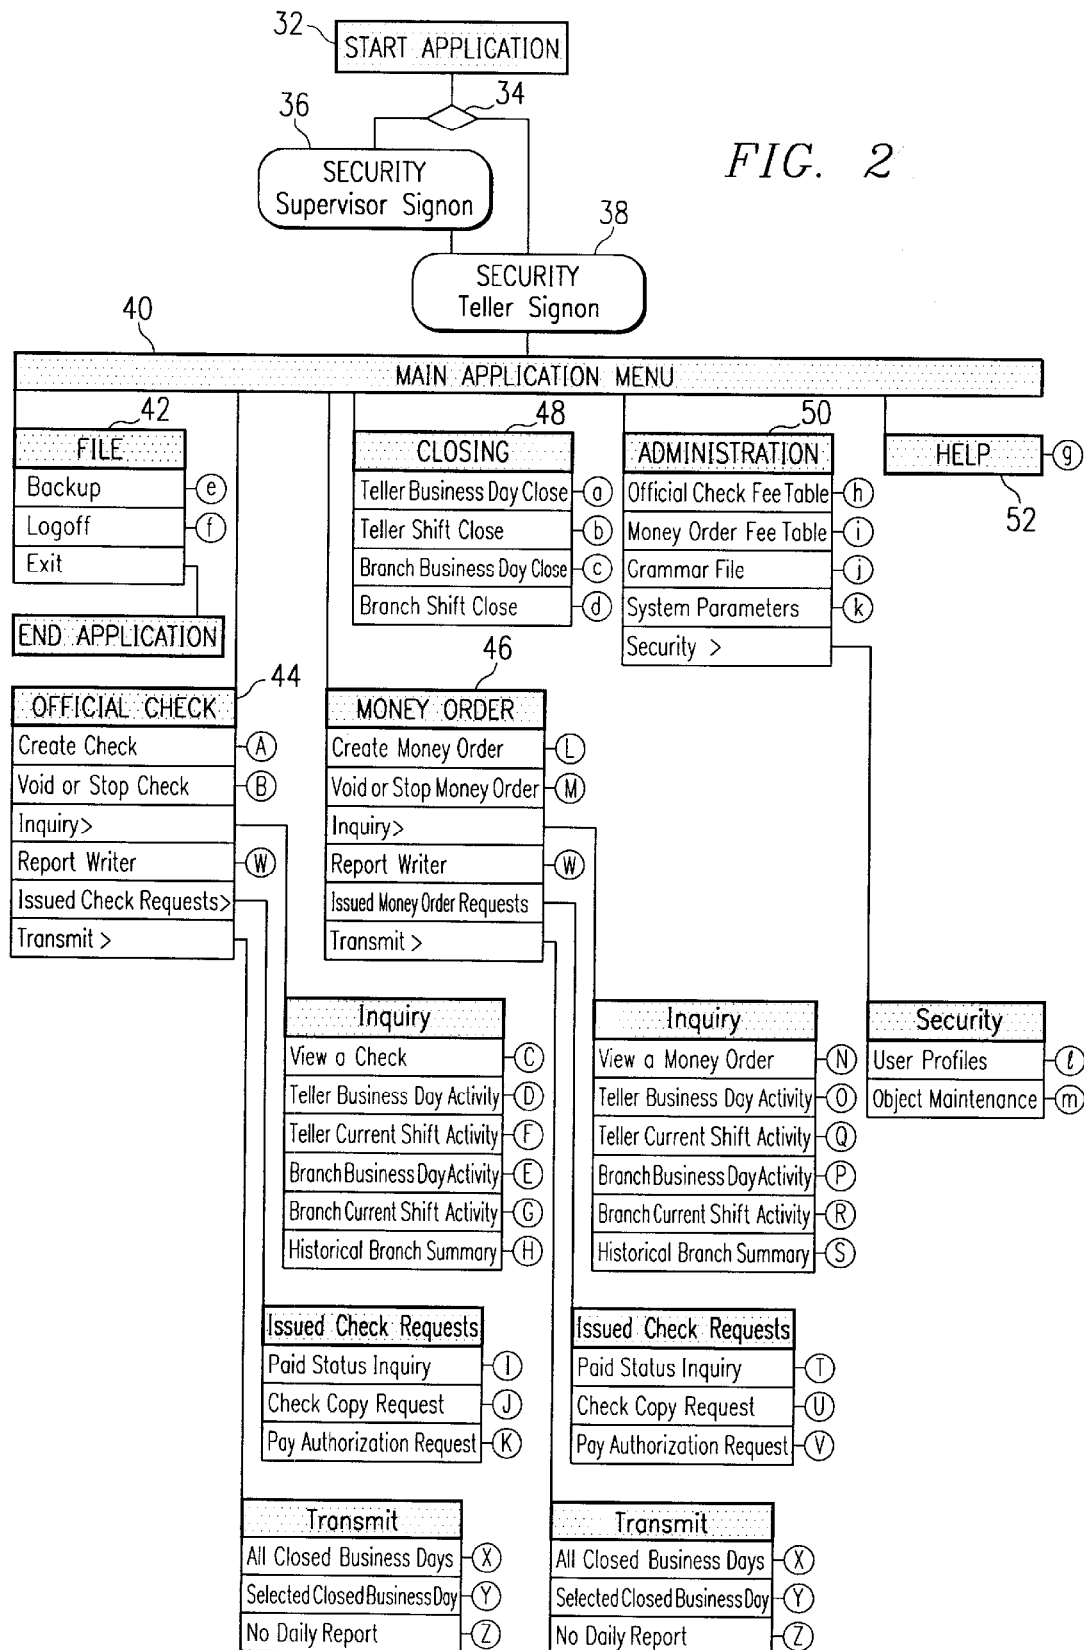 32
START APPLICATION
34
36
SECURITY
Supervisor Signon
FIG. 2
38
SECURITY
Teller Signon
40
MAIN APPLICATION MENU
42
FILE
Backup
e
Logoff
f
Exit
END APPLICATION
48
CLOSING
Teller Business Day Close
a
Teller Shift Close
b
Branch Business Day Close
c
Branch Shift Close
d
50
ADMINISTRATION
Official Check Fee Table
h
Money Order Fee Table
i
Grammar File
j
System Parameters
k
Security >
HELP
g
52
44
OFFICIAL CHECK
Create Check
A
Void or Stop Check
B
Inquiry>
Report Writer
W
Issued Check Requests>
Transmit >
46
MONEY ORDER
Create Money Order
L
Void or Stop Money Order
M
Inquiry>
Report Writer
W
Issued Money Order Requests
Transmit >
Inquiry
View a Check
C
Teller Business Day Activity
D
Teller Current Shift Activity
F
Branch Business Day Activity
E
Branch Current Shift Activity
G
Historical Branch Summary
H
Inquiry
View a Money Order
N
Teller Business Day Activity
O
Teller Current Shift Activity
Q
Branch Business Day Activity
P
Branch Current Shift Activity
R
Historical Branch Summary
S
Security
User Profiles
ℓ
Object Maintenance
m
Issued Check Requests
Paid Status Inquiry
I
Check Copy Request
J
Pay Authorization Request
K
Issued Check Requests
Paid Status Inquiry
T
Check Copy Request
U
Pay Authorization Request
V
Transmit
All Closed Business Days
X
Selected Closed Business Day
Y
No Daily Report
Z
Transmit
All Closed Business Days
X
Selected Closed Business Day
Y
No Daily Report
Z